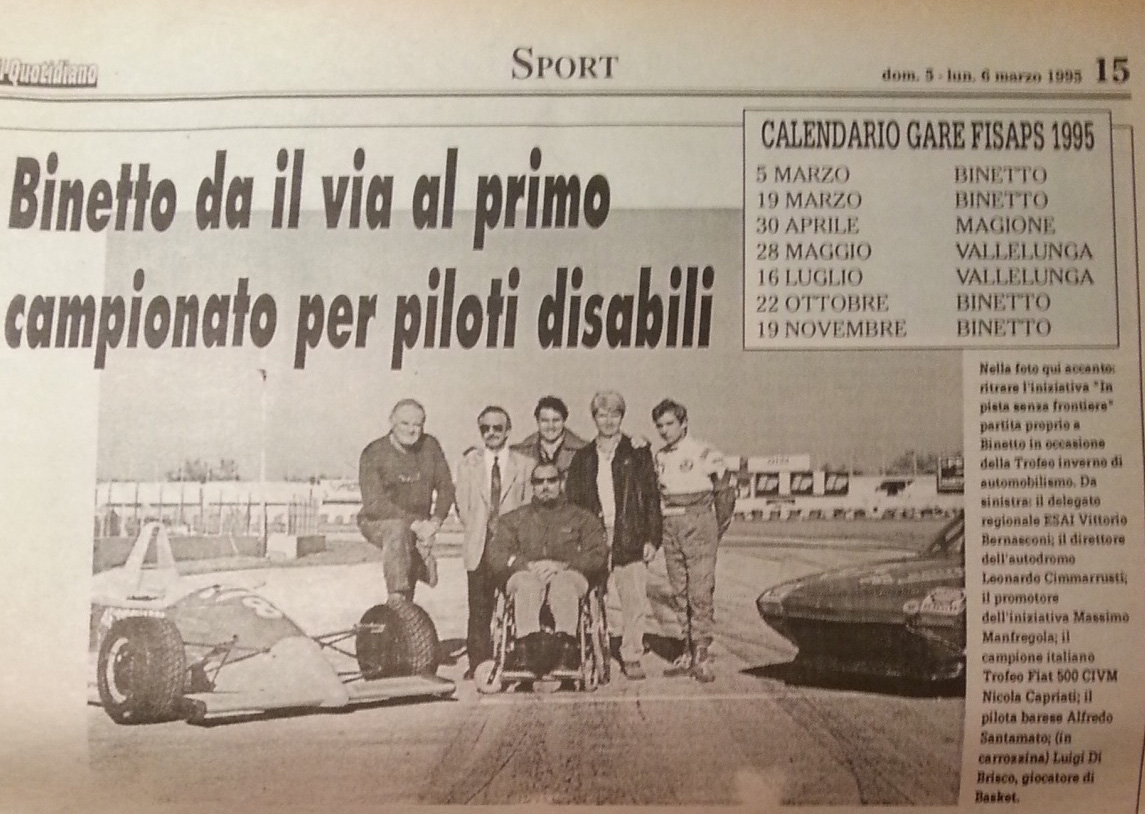 il Quotidiano
SPORT
dom. 5 - lun. 6 marzo 1995 15
Binetto da il via al primo
campionato per piloti disabili
CALENDARIO GARE FISAPS 1995
5 MARZO BINETTO
19 MARZO BINETTO
30 APRILE MAGIONE
28 MAGGIO VALLELUNGA
16 LUGLIO VALLELUNGA
22 OTTOBRE BINETTO
19 NOVEMBRE BINETTO
Nella foto qui accanto:
ritrare l'iniziativa "In
pista senza frontiere"
partita proprio a
Binetto in occasione
della Trofeo inverno di
automobilismo. Da
sinistra: il delegato
regionale ESAI Vittorio
Bernasconi; il direttore
dell'autodromo
Leonardo Cimmarrusti;
il promotore
dell'iniziativa Massimo
Manfregola; il
campione italiano
Trofeo Fiat 500 CIVM
Nicola Capriati; il
pilota barese Alfredo
Santamato; (in
carrozzina) Luigi Di
Brisco, giocatore di
Basket.